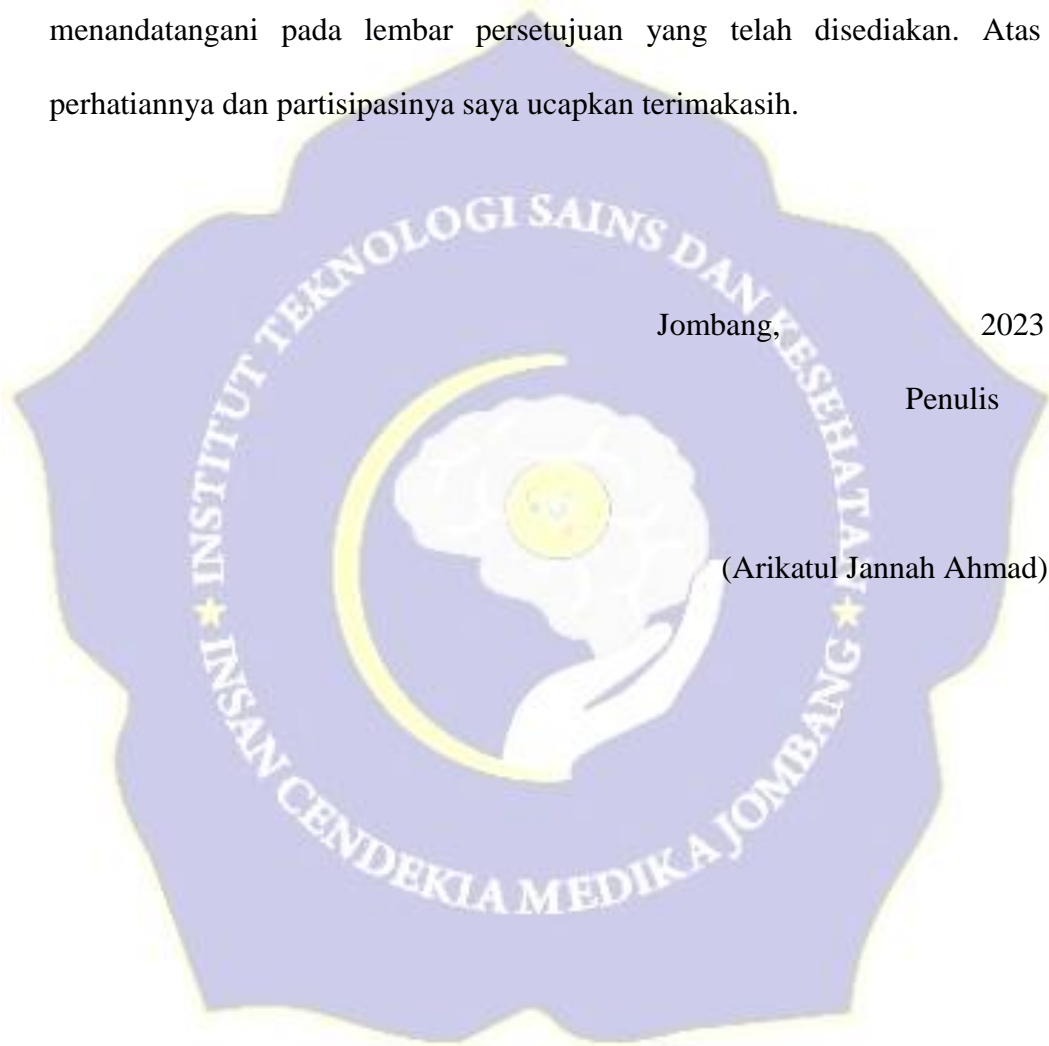 menandatangani pada lembar persetujuan yang telah disediakan. Atas
perhatiannya dan partisipasinya saya ucapkan terimakasih.
INSTITUT TEKNOLOGI SAINS DAN KESEHATAN
Jombang, 2023
Penulis
(Arikatul Jannah Ahmad)
INSAN CENDEKIA MEDIKA JOMBANG